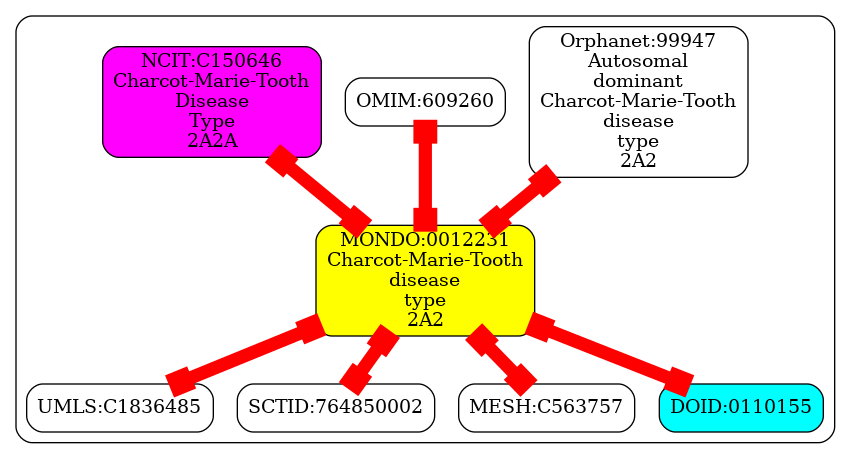 NCIT:C150646
Charcot-Marie-Tooth
Disease
Type
2A2A
OMIM:609260
Orphanet:99947
Autosomal
dominant
Charcot-Marie-Tooth
disease
type
2A2
MONDO:0012231
Charcot-Marie-Tooth
disease
type
2A2
UMLS:C1836485
SCTID:764850002
MESH:C563757
DOID:0110155